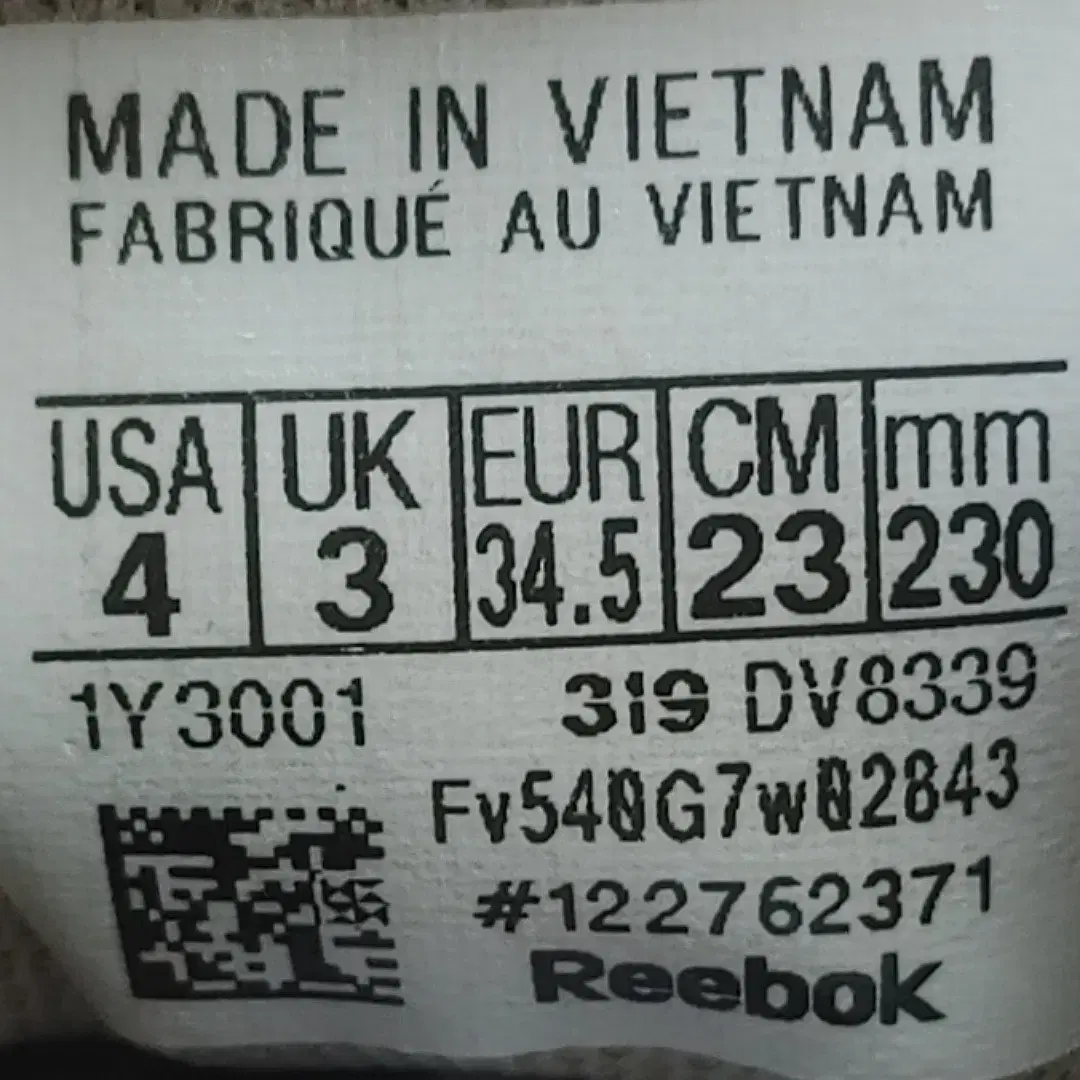 MADE IN VIETNAM
FABRIQUÉ AU VIETNAM
USA UK EUR CM mm
4 3 34.5 23 230
1Y3001 319 DV8339
Fv540G7w02843
#122762371
Reebok